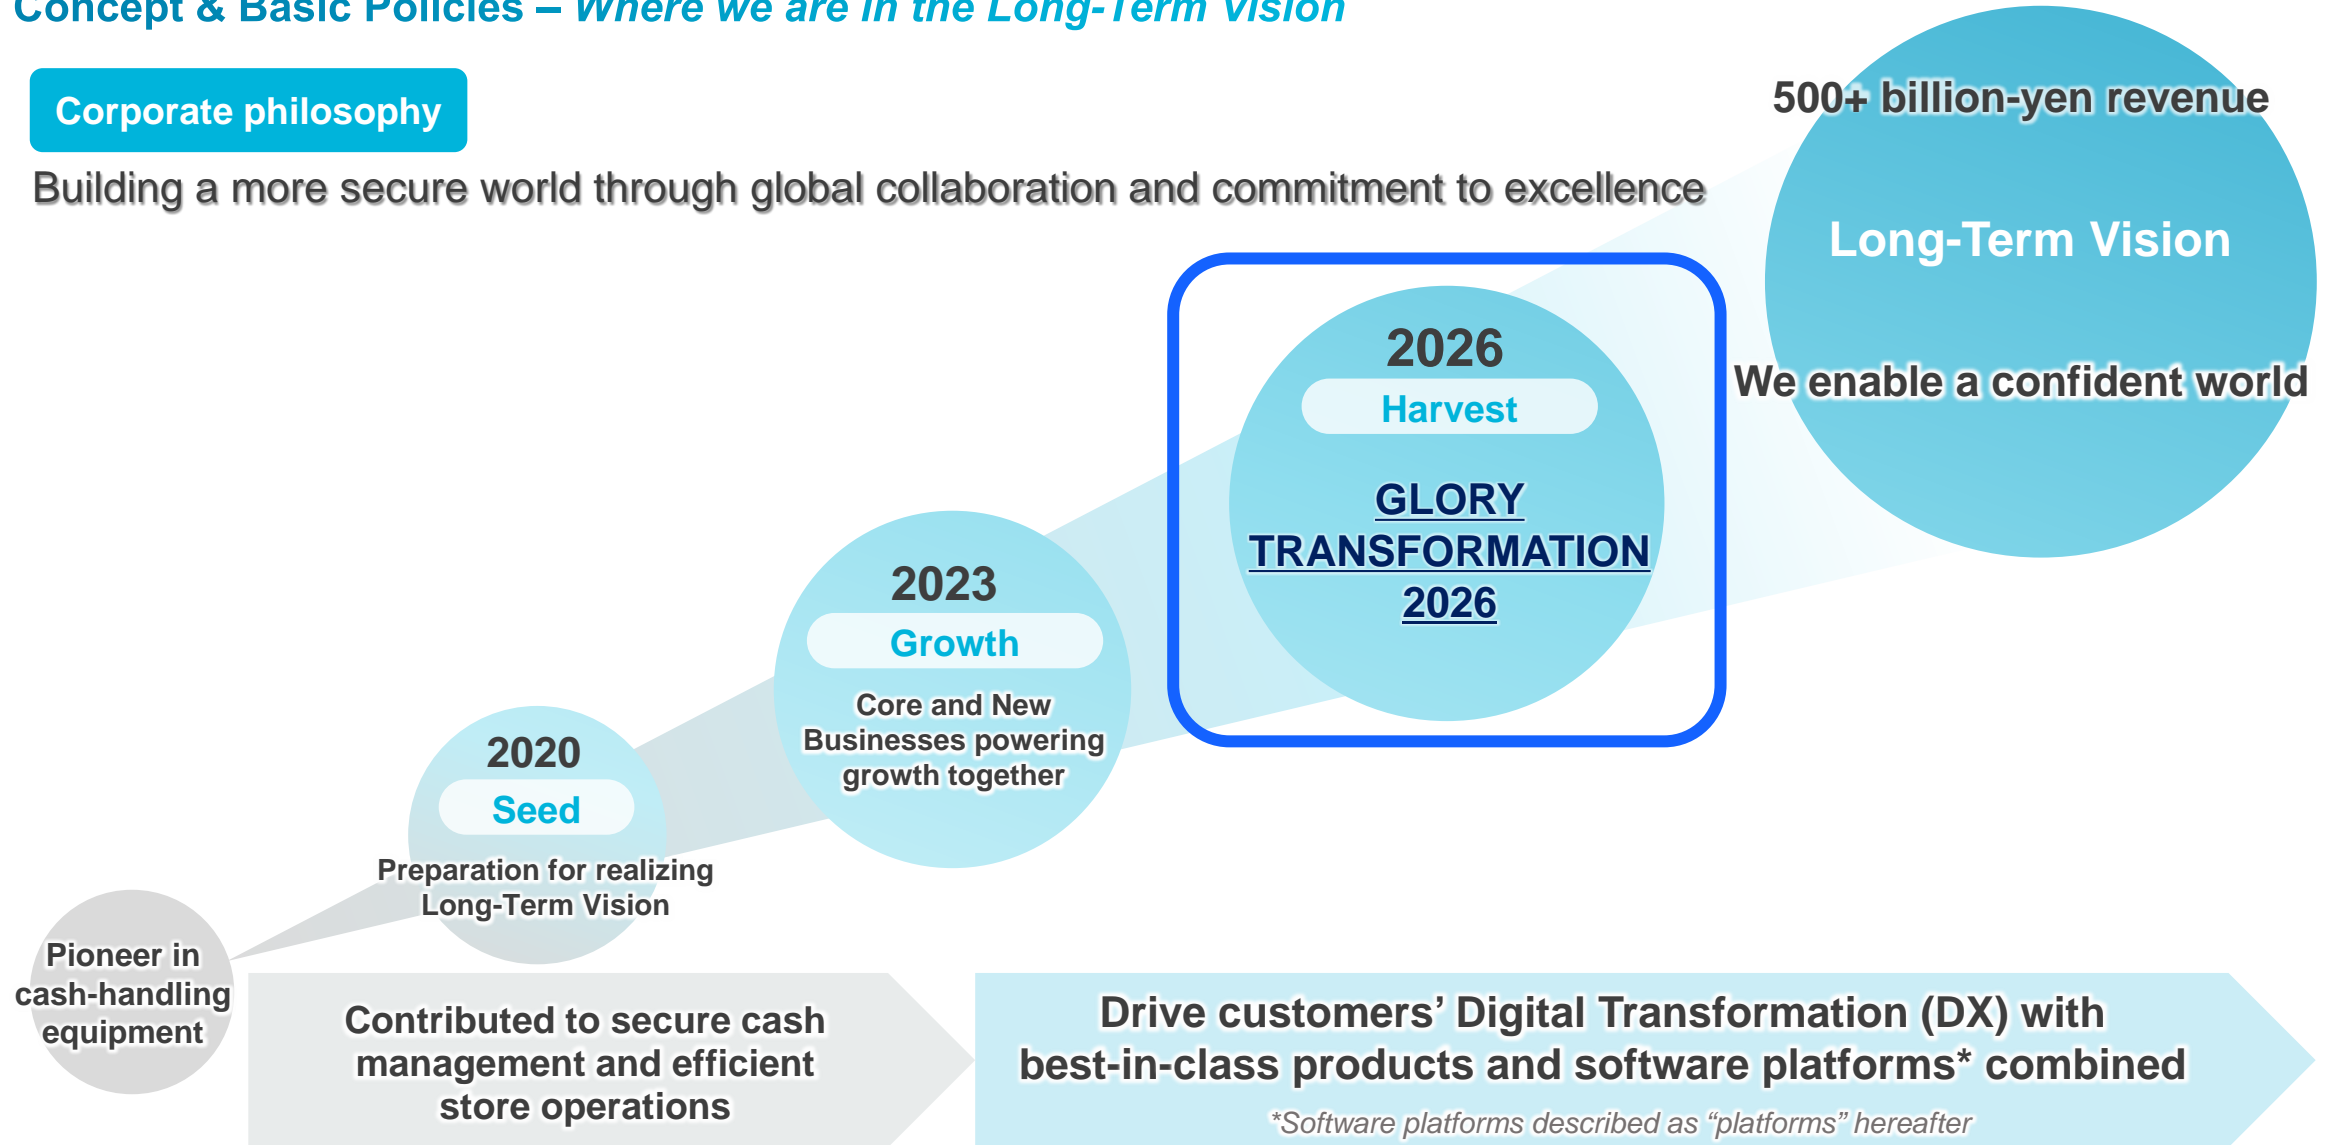 Concept & Basic Policies – Where we are in the Long-Term Vision
Corporate philosophy
Building a more secure world through global collaboration and commitment to excellence
500+ billion-yen revenue
Long-Term Vision
We enable a confident world
2026
Harvest
GLORY
TRANSFORMATION
2026
2023
Growth
Core and New
Businesses powering
growth together
2020
Seed
Preparation for realizing
Long-Term Vision
Pioneer in
cash-handling
equipment
Contributed to secure cash
management and efficient
store operations
Drive customers’ Digital Transformation (DX) with
best-in-class products and software platforms* combined
*Software platforms described as “platforms” hereafter